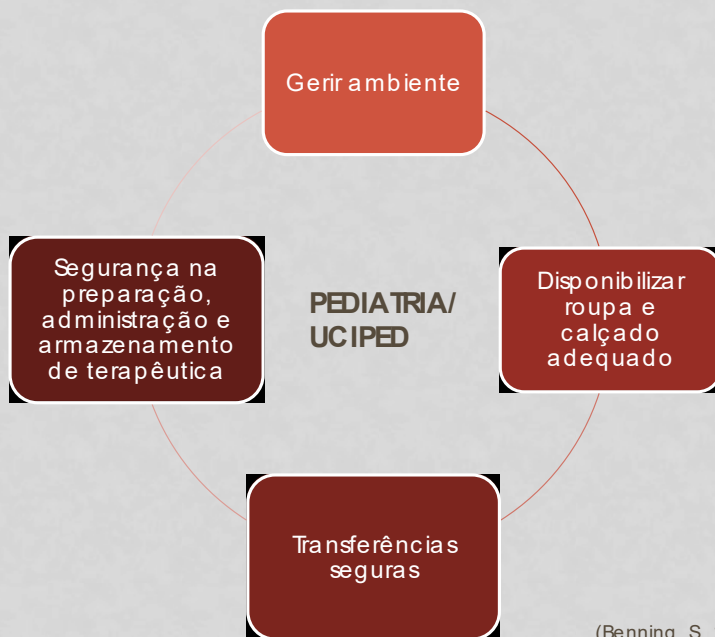 Gerir ambiente
Segurança na
preparação,
administração e
armazenamento
de terapêutica
PEDIATRIA/
UCIPED
Disponibilizar
roupa e
calçado
adequado
Transferências
seguras
(Benning, S